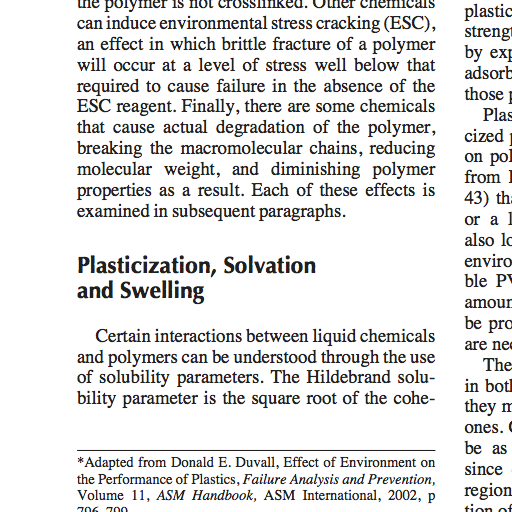 the polymer is not crosslinked. Other chemicals
can induce environmental stress cracking (ESC),
an effect in which brittle fracture of a polymer
will occur at a level of stress well below that
required to cause failure in the absence of the
ESC reagent. Finally, there are some chemicals
that cause actual degradation of the polymer,
breaking the macromolecular chains, reducing
molecular weight, and diminishing polymer
properties as a result. Each of these effects is
examined in subsequent paragraphs.
Plasticization, Solvation
and Swelling
Certain interactions between liquid chemicals
and polymers can be understood through the use
of solubility parameters. The Hildebrand solu-
bility parameter is the square root of the cohe-
*Adapted from Donald E. Duvall, Effect of Environment on
the Performance of Plastics, Failure Analysis and Prevention,
Volume 11, ASM Handbook, ASM International, 2002, p
796–799
plastic
strengt
by exp
adsorb
those p
Plas
cized p
on pol
from
43) tha
or a l
also lo
enviro
ble PV
amoun
be pro
are nec
The
in both
they m
ones.
be as
since
region
tion of